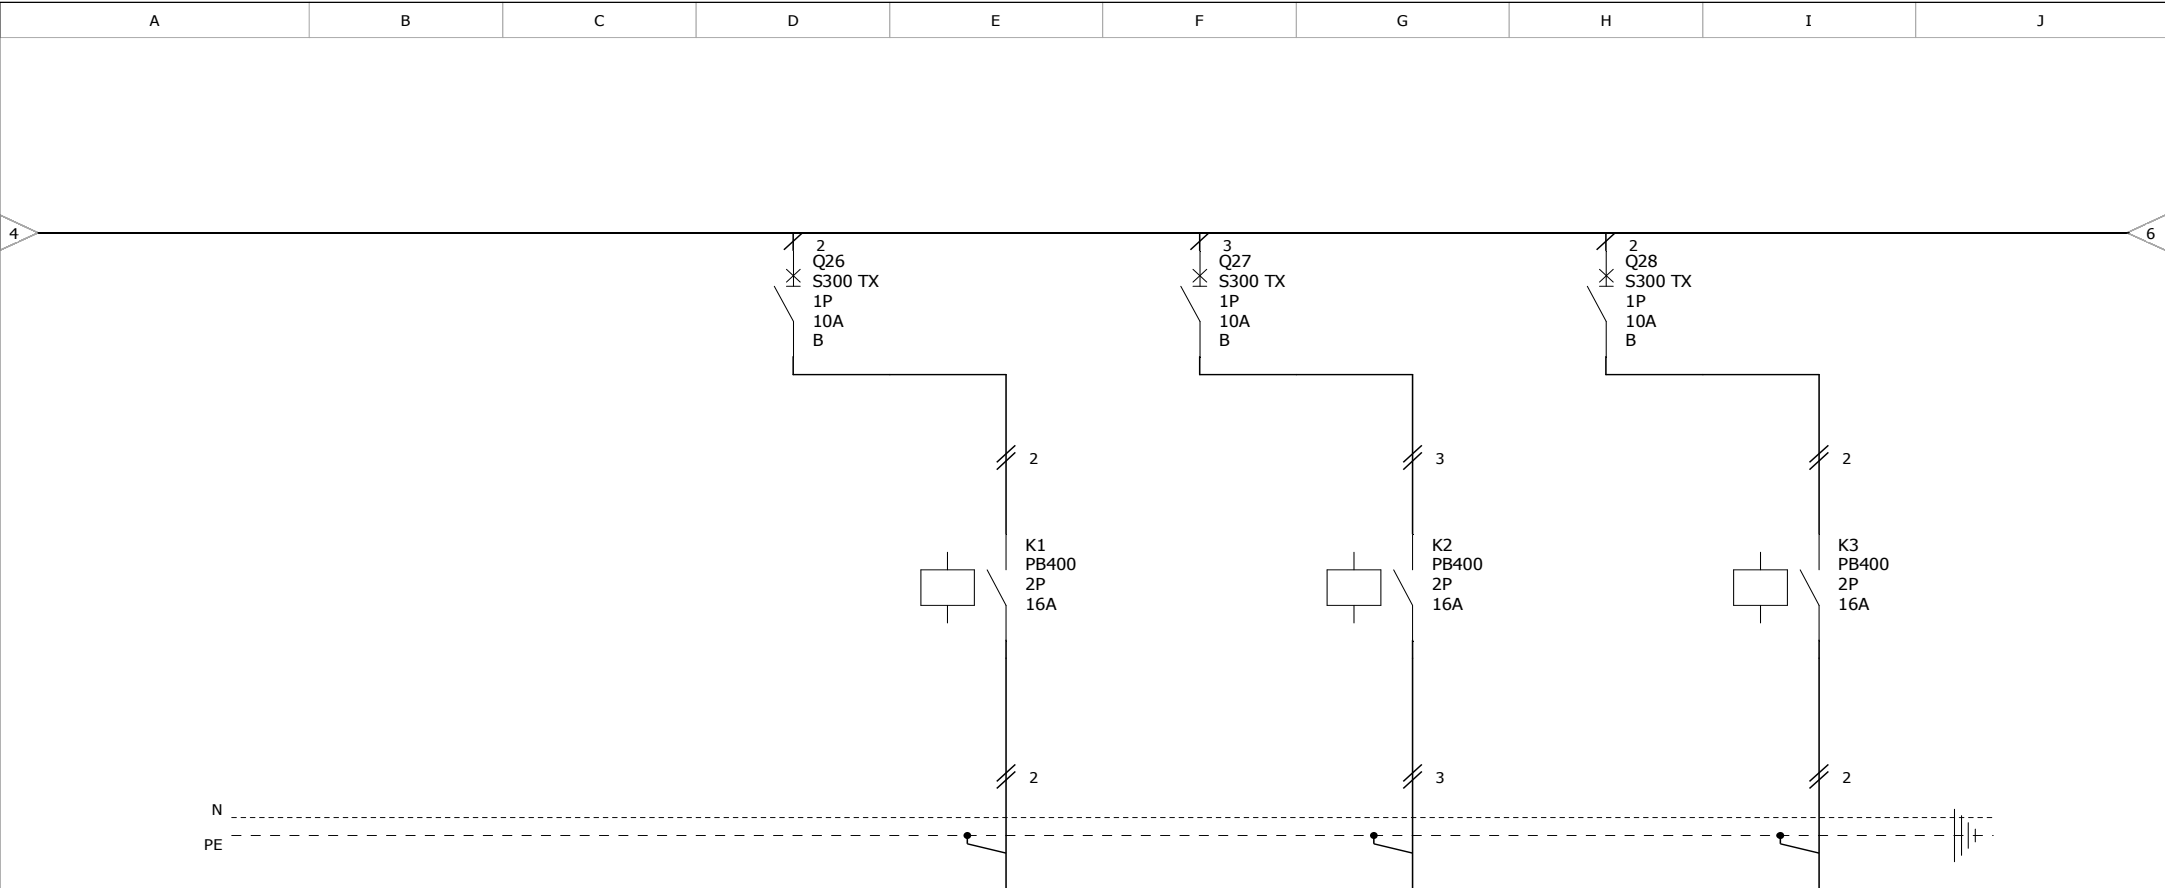 A B C D E F G H I J
4
6
2
Q26
S300 TX
1P
10A
B
3
Q27
S300 TX
1P
10A
B
2
Q28
S300 TX
1P
10A
B
2
3
2
K1
PB400
2P
16A
K2
PB400
2P
16A
K3
PB400
2P
16A
2
3
2
N
PE